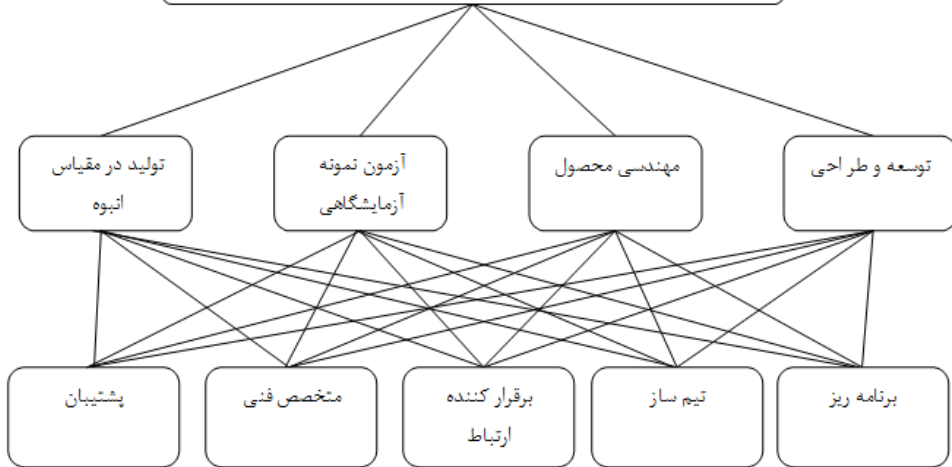 توسعه و طراحی
مهندسی محصول
آزمون نمونه
آزمایشگاهی
تولید در مقیاس
انبوه
برنامه ریز
تیم ساز
برقرار کننده
ارتباط
متخصص فنی
پشتیبان